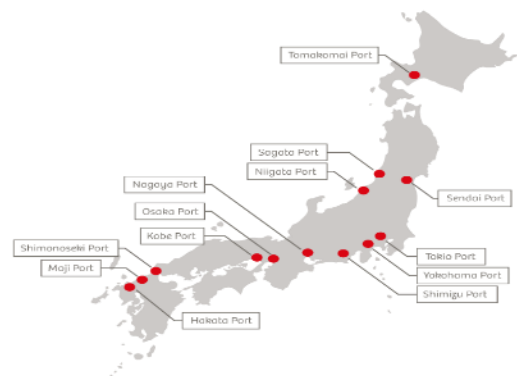 Tomakomai Port
Sagata Port
Niigata Port
Nagoya Port
Sendai Port
Osaka Port
Kobe Port
Shimonoseki Port
Tokio Port
Moji Port
Yokohama Port
Shimizu Port
Hakata Port